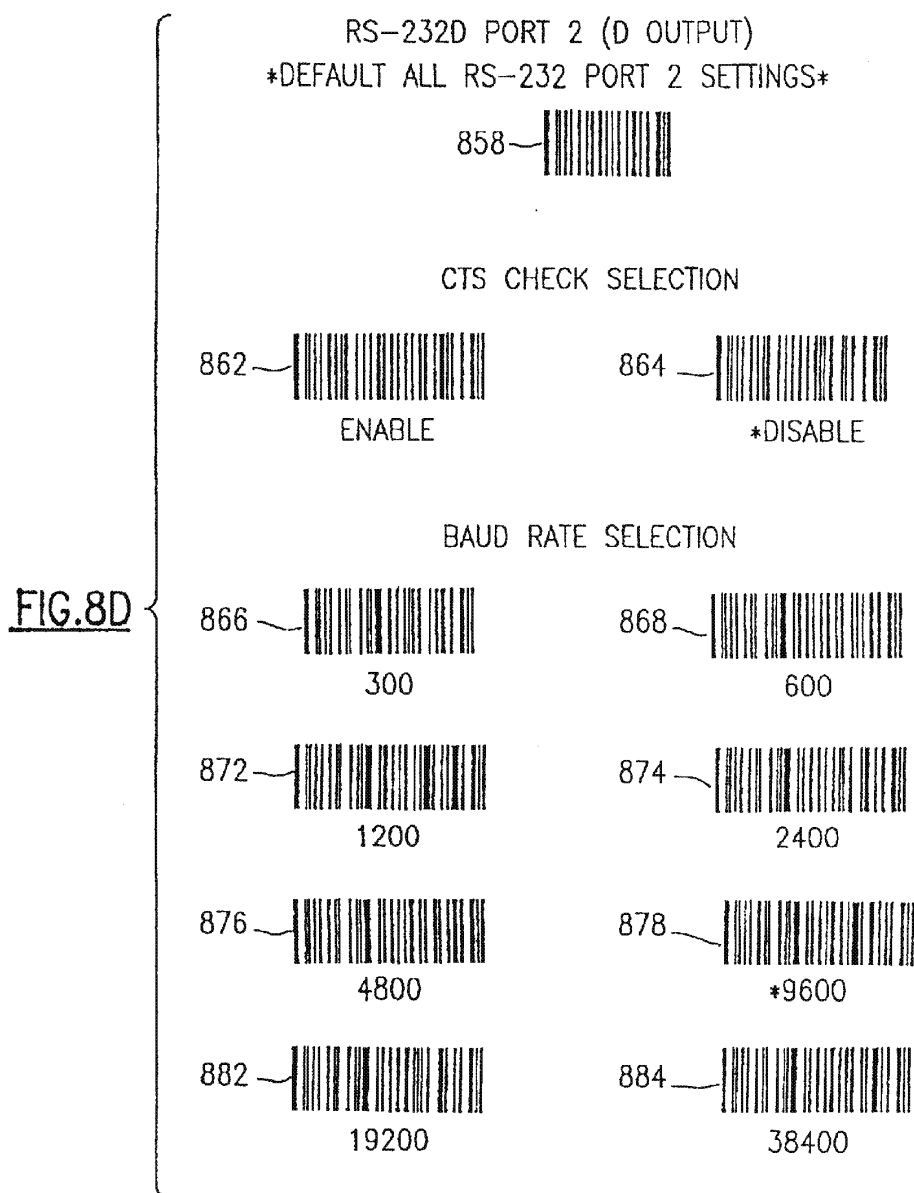 RS-232D PORT 2 (D OUTPUT)
*DEFAULT ALL RS-232 PORT 2 SETTINGS*
858
CTS CHECK SELECTION
862
864
ENABLE
*DISABLE
BAUD RATE SELECTION
FIG.8D
866
868
300
600
872
874
1200
2400
876
878
4800
*9600
882
884
19200
38400